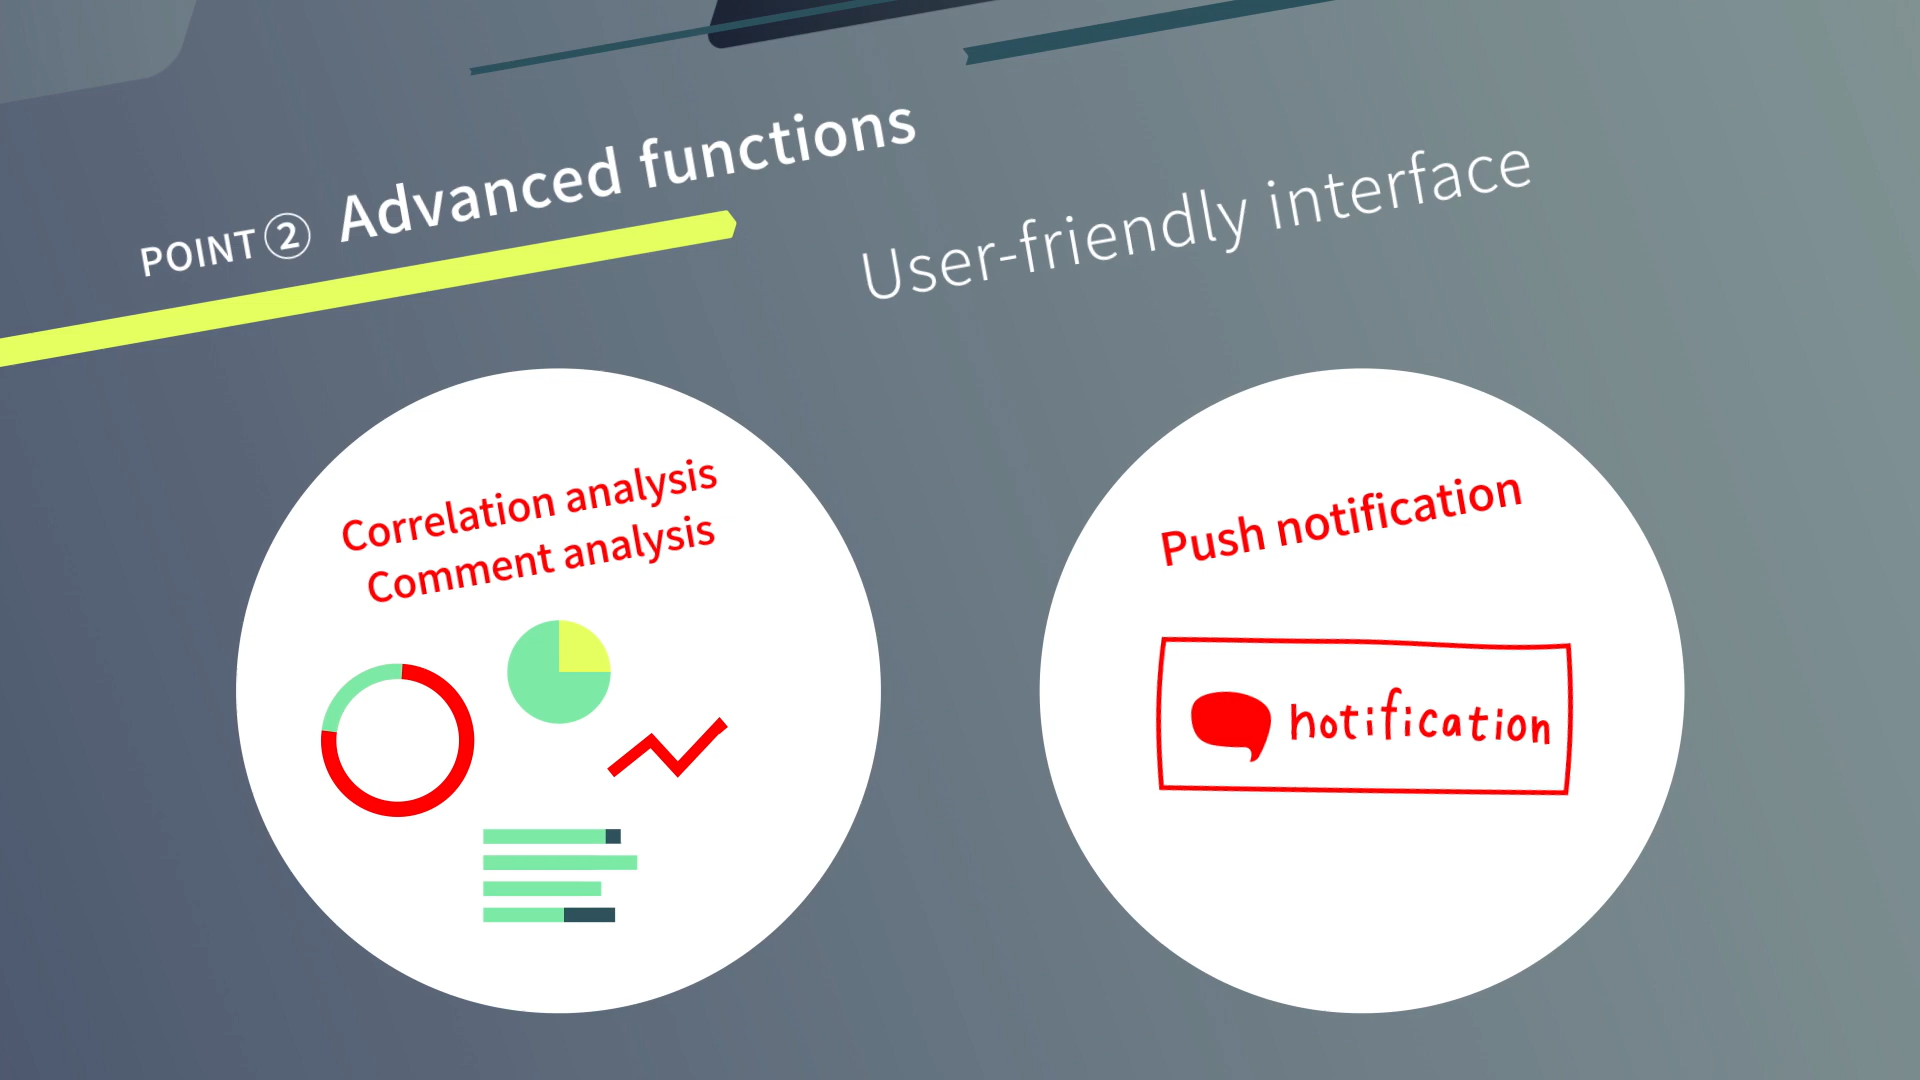 POINT② Advanced functions
User-friendly interface
Correlation analysis
Comment analysis
Push notification
notification